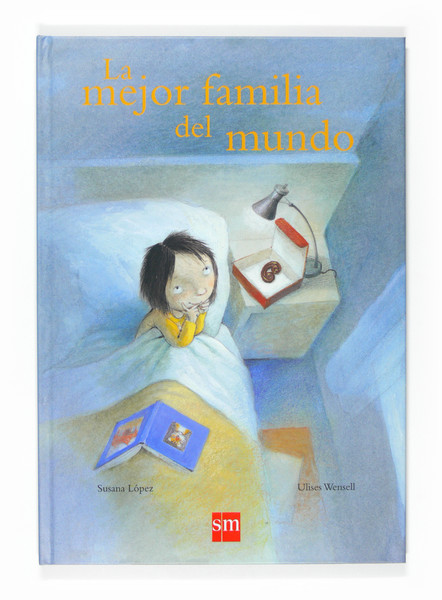 La
mejor familia
del mundo
Susana López
Ulises Wensell
sm